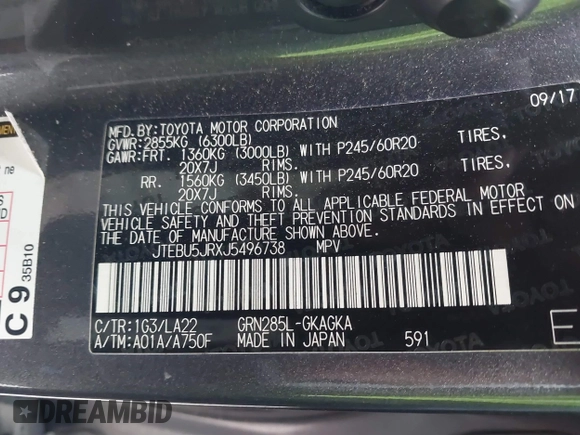 09/17
MFD.BY:TOYOTA MOTOR CORPORATION
GVWR:2855KG (6300LB)
GAWR:FRT. 1360KG (3000LB) WITH P245/60R20 TIRES,
20X7J RIMS.
RR. 1560KG (3450LB) WITH P245/60R20 TIRES,
20X7J RIMS.
THIS VEHICLE CONFORMS TO ALL APPLICABLE FEDERAL MOTOR
VEHICLE SAFETY AND THEFT PREVENTION STANDARDS IN EFFECT ON
THE DATE OF MANUFACTURE SHOWN ABOVE.
JTEBU5JRXJ5496738 MPV
C/TR:1G3/LA22 GRN285L-GKAGKA
A/TM:A01A/A750F MADE IN JAPAN 591
E
ne
C 9 35B10
DREAMBID